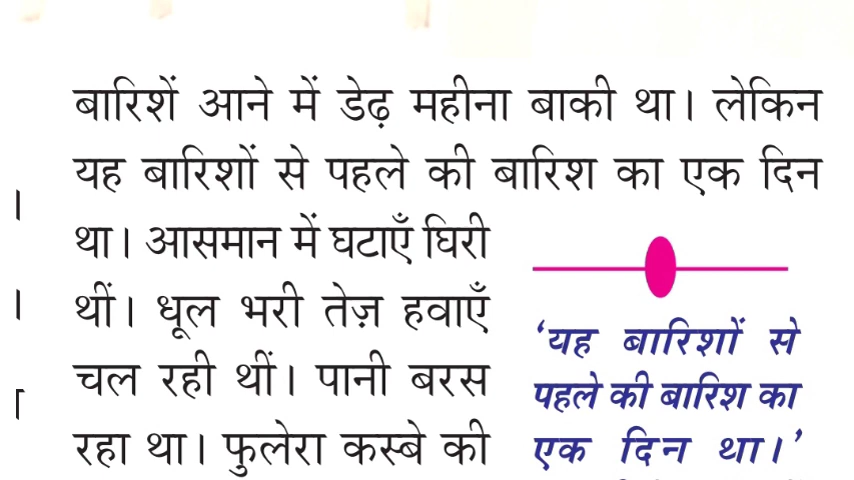 बारिशें आने में डेढ़ महीना बाकी था। लेकिन
यह बारिशों से पहले की बारिश का एक दिन
था। आसमान में घटाएँ घिरी
थीं। धूल भरी तेज़ हवाएँ
चल रही थीं। पानी बरस
रहा था। फुलेरा कस्बे की
‘यह बारिशों से
पहले की बारिश का
एक दिन था।’